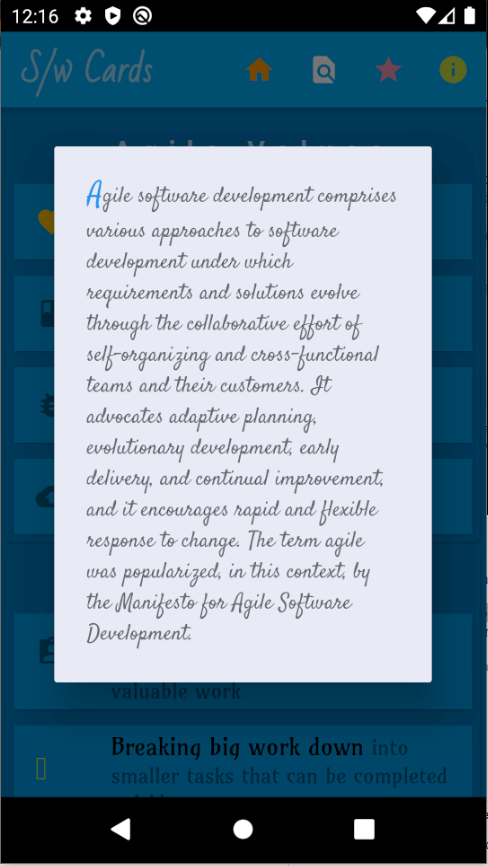 12:16
S/w Cards
Agile software development comprises
various approaches to software
development under which
requirements and solutions evolve
through the collaborative effort of
self-organizing and cross-functional
teams and their customers. It
advocates adaptive planning,
evolutionary development, early
delivery, and continual improvement,
and it encourages rapid and flexible
response to change. The term agile
was popularized, in this context, by
the Manifesto for Agile Software
Development.
valuable work
Breaking big work down into
smaller tasks that can be completed